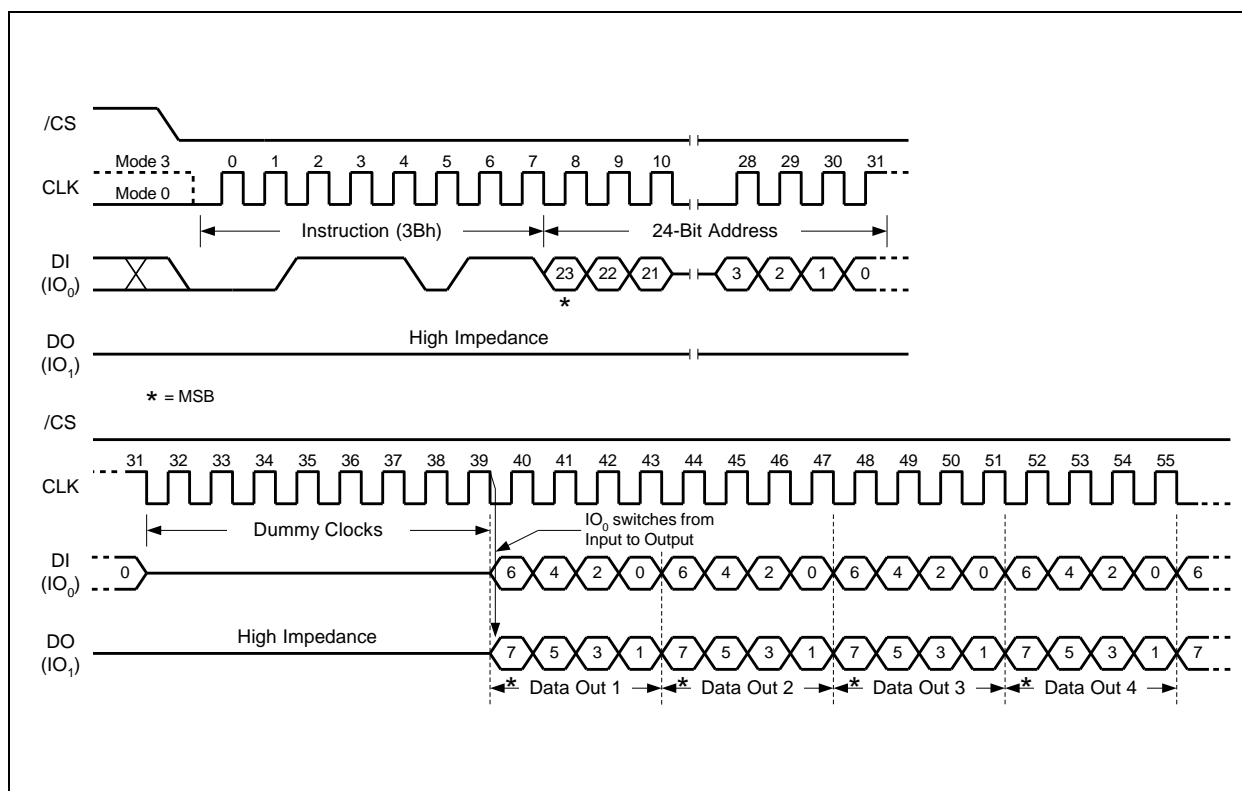 /CS
Mode 3 0 1 2 3 4 5 6 7 8 9 10 28 29 30 31
CLK
Mode 0
Instruction (3Bh) 24-Bit Address
DI
(IO0) 23 22 21 3 2 1 0
*
DO High Impedance
(IO1)
* = MSB
/CS
31 32 33 34 35 36 37 38 39 40 41 42 43 44 45 46 47 48 49 50 51 52 53 54 55
CLK
Dummy Clocks
IO0 switches from
Input to Output
DI
(IO0) 0 6 4 2 0 6 4 2 0 6 4 2 0 6 4 2 0 6
DO High Impedance
(IO1) 7 5 3 1 7 5 3 1 7 5 3 1 7 5 3 1 7
* Data Out 1 * Data Out 2 * Data Out 3 * Data Out 4